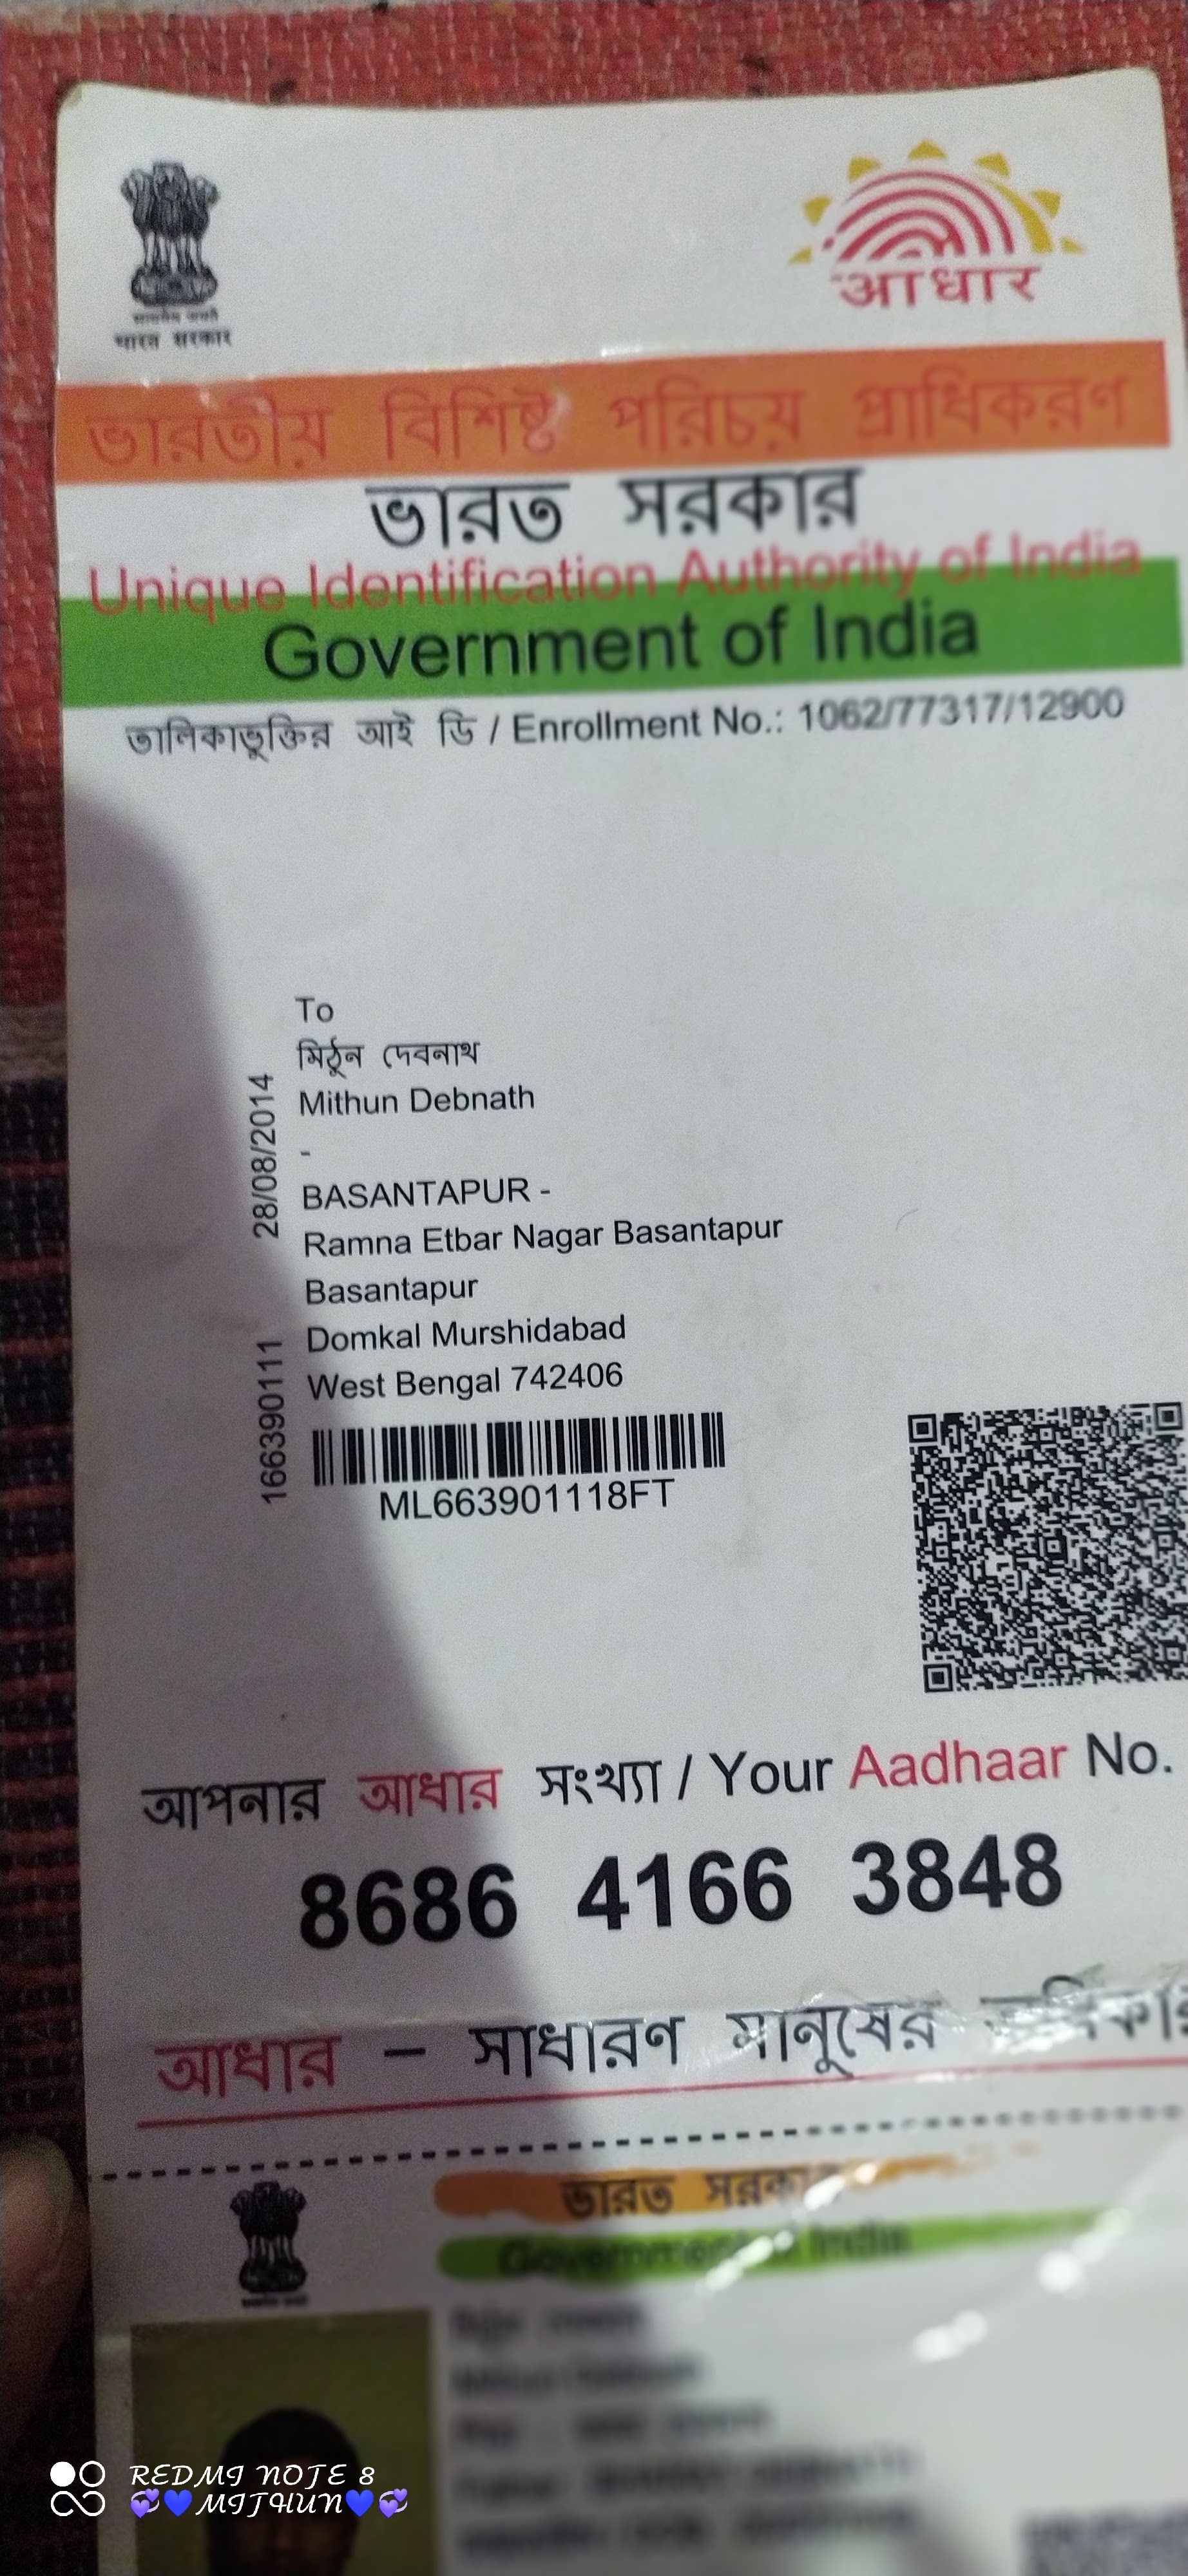 भारत सरकार
आधार
ভারতীয় বিশিষ্ট পরিচয় প্রাধিকরণ
ভারত সরকার
Unique Identification Authority of India
Government of India
তালিকাভুক্তির আই ডি / Enrollment No.: 1062/77317/12900
To
মিঠুন দেবনাথ
Mithun Debnath
-
BASANTAPUR -
Ramna Etbar Nagar Basantapur
Basantapur
Domkal Murshidabad
West Bengal 742406
28/08/2014
166390111
ML663901118FT
আপনার আধার সংখ্যা / Your Aadhaar No.
8686 4166 3848
আধার – সাধারণ মানুষের
ভারত সরকার
Government of India
REDMI NOTE 8
💞💙MITHUN💙💞